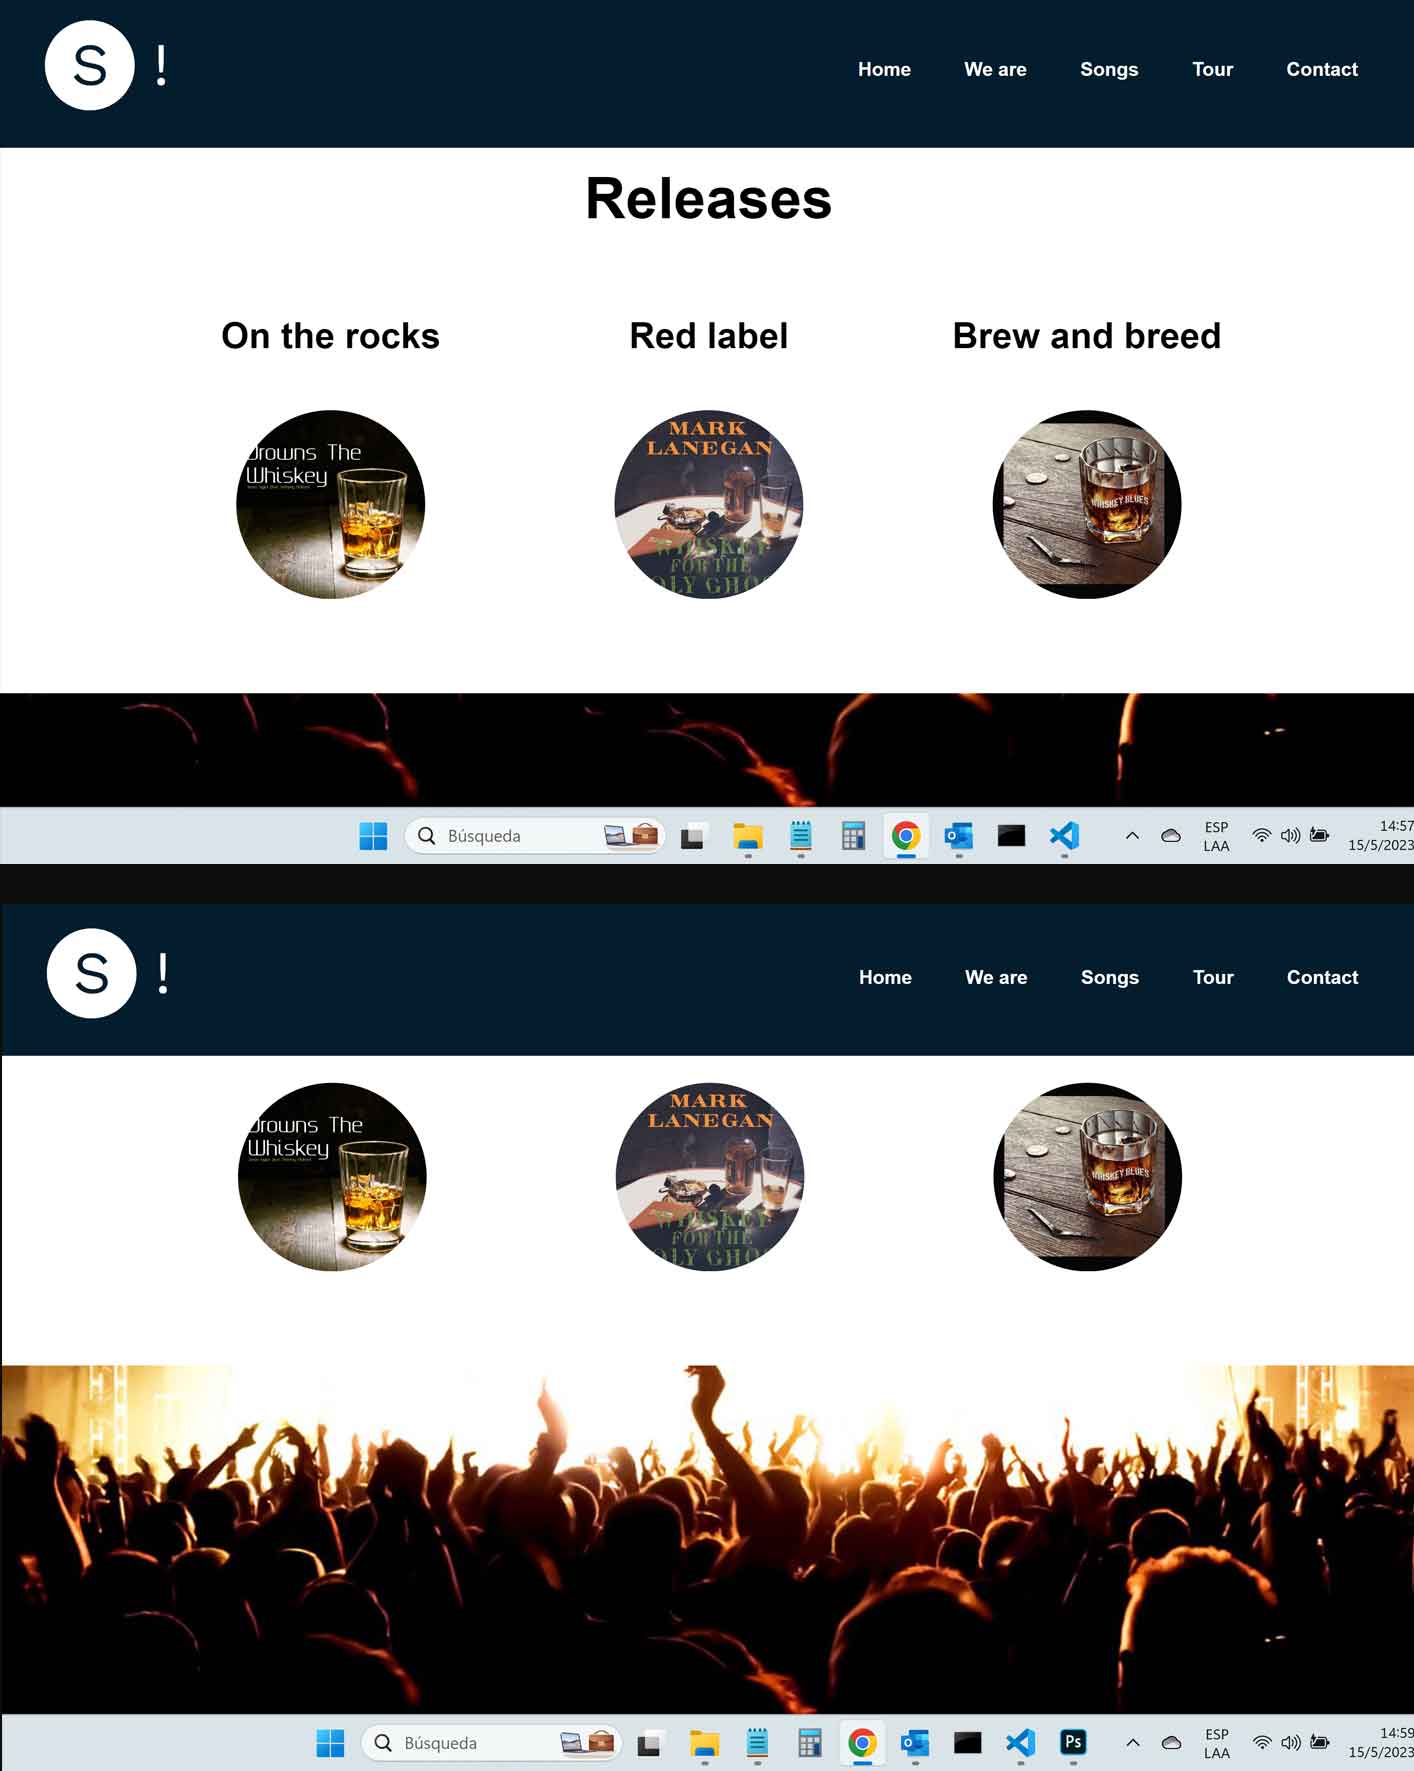 S !
Home We are Songs Tour Contact
Releases
On the rocks Red label Brew and breed
Drowns The
Whiskey
MARK
LANEGAN
WHISKEY
FOR THE
HOLY GHOST
WHISKEY BLUES
Búsqueda
ESP
LAA
14:57
15/5/2023
S !
Home We are Songs Tour Contact
Drowns The
Whiskey
MARK
LANEGAN
WHISKEY
FOR THE
HOLY GHOST
WHISKEY BLUES
Búsqueda
Ps
ESP
LAA
14:59
15/5/2023